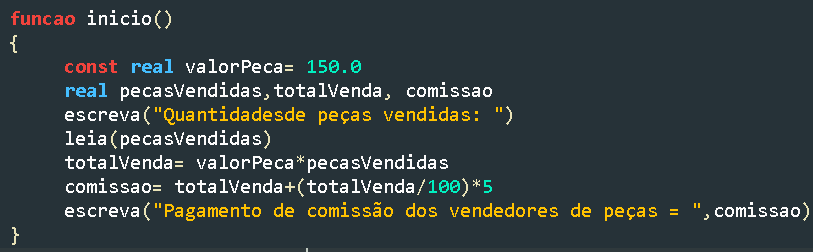 funcao inicio()
{
const real valorPeca= 150.0
real pecasVendidas,totalVenda, comissao
escreva("Quantidadesde peças vendidas: ")
leia(pecasVendidas)
totalVenda= valorPeca*pecasVendidas
comissao= totalVenda+(totalVenda/100)*5
escreva("Pagamento de comissão dos vendedores de peças = ",comissao)
}